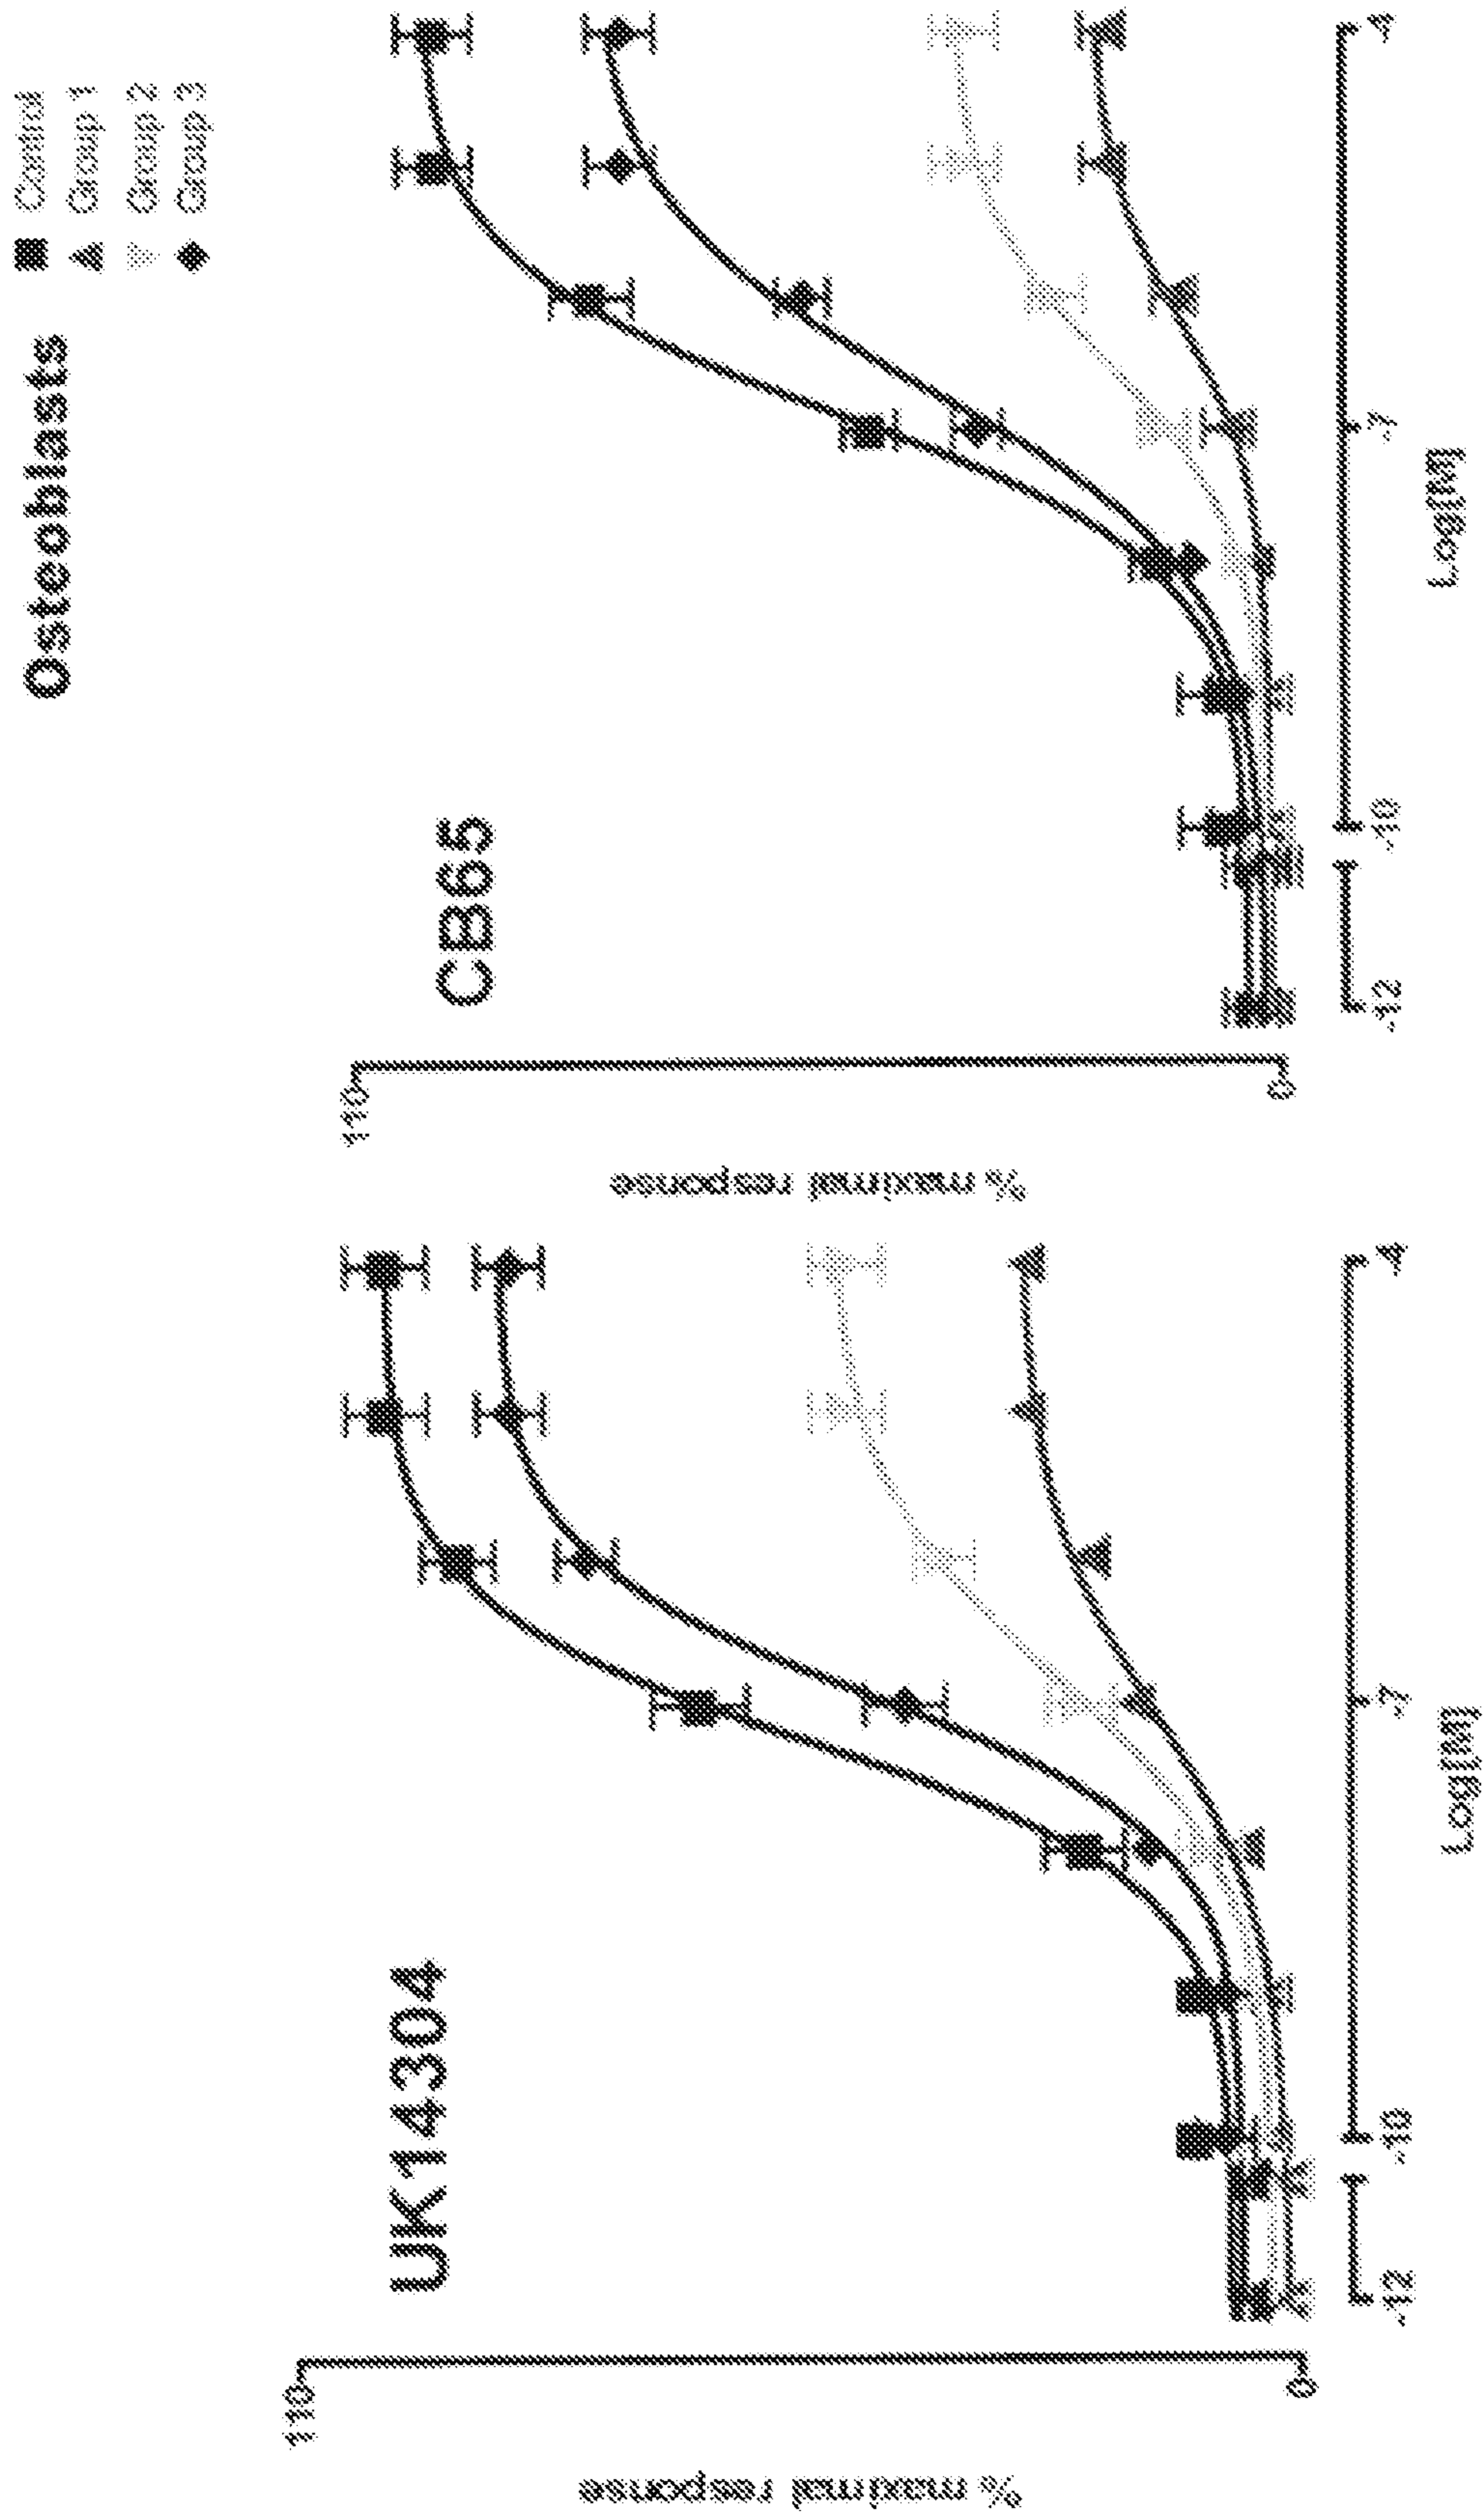 Osteoblasts
Control
Group 1
Group 2
Group 3
UK14304
% maximal response
110
0
-12
-10
-7
-4
Log[M]
CB65
% maximal response
110
0
-12
-10
-7
-4
Log[M]